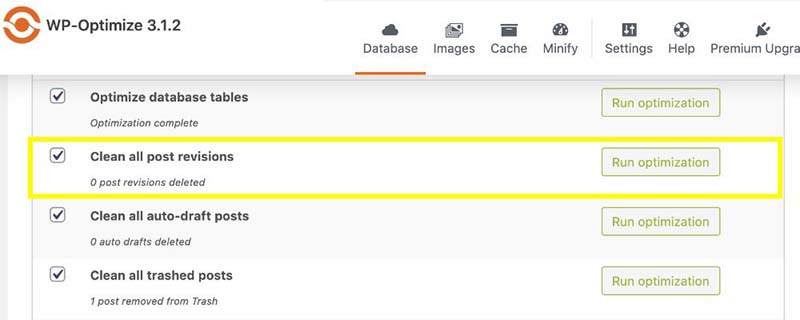 WP-Optimize 3.1.2
Database Images Cache Minify Settings Help Premium Upgra
Optimize database tables Run optimization
Optimization complete
Clean all post revisions Run optimization
0 post revisions deleted
Clean all auto-draft posts Run optimization
0 auto drafts deleted
Clean all trashed posts Run optimization
1 post removed from Trash